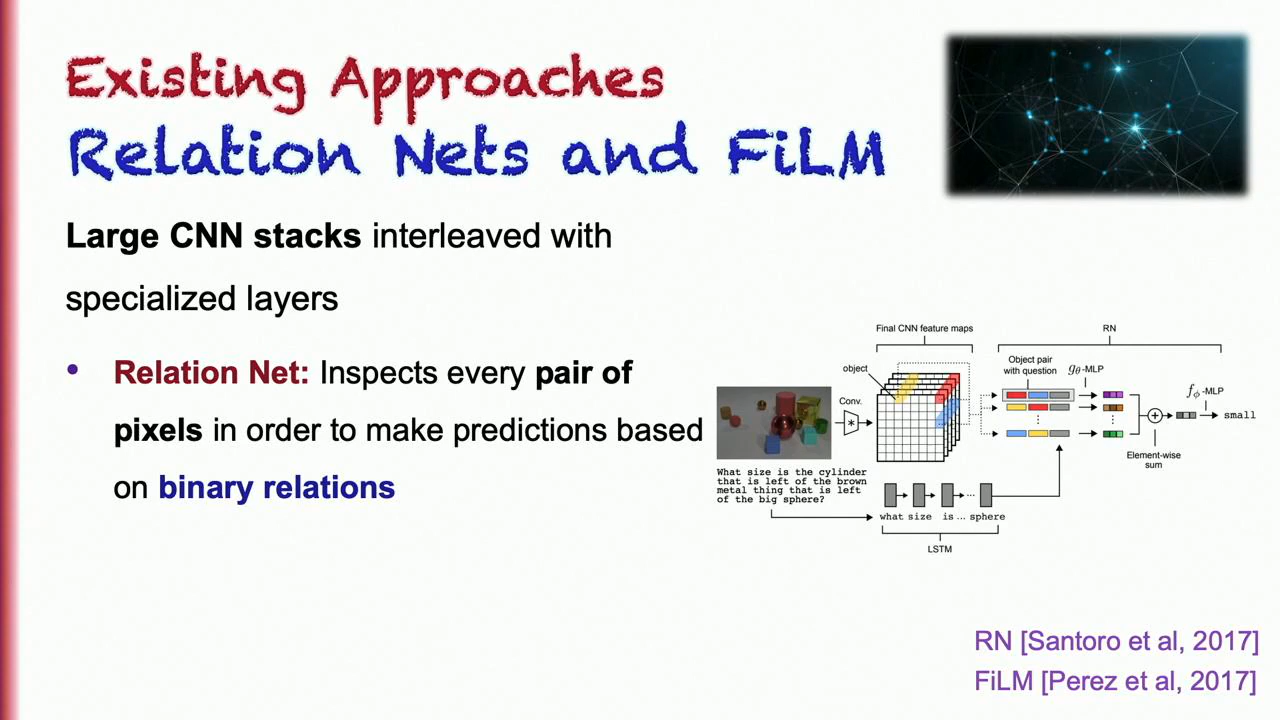 Existing Approaches
Relation Nets and FiLM
Large CNN stacks interleaved with
specialized layers
• Relation Net: Inspects every pair of
pixels in order to make predictions based
on binary relations
Final CNN feature maps
RN
object
Object pair
with question
gθ-MLP
fϕ-MLP
Conv.
*
+
small
Element-wise
sum
What size is the cylinder
that is left of the brown
metal thing that is left
of the big sphere?
...
what size is ... sphere
LSTM
RN [Santoro et al, 2017]
FiLM [Perez et al, 2017]